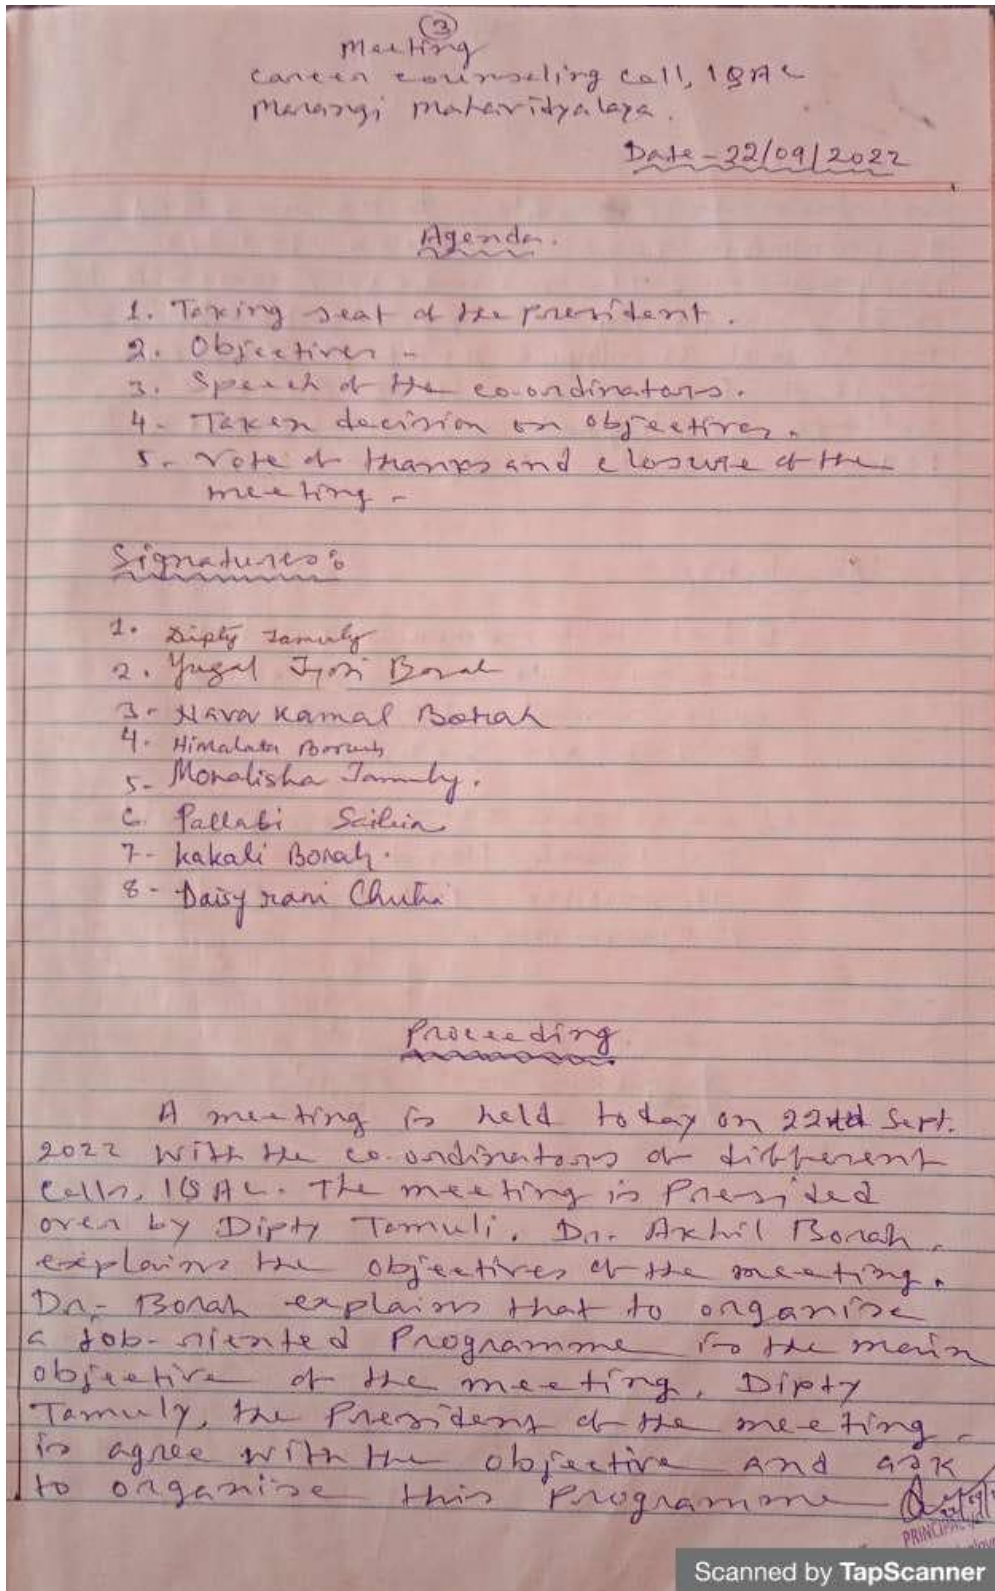 3
Meeting
Career counseling cell, IQAC
Marangi Mahavidyalaya.
Date - 22/09/2022
Agenda.
1. Taking seat of the president.
2. Objectives -
3. Speech of the co-ordinators.
4. Taken decision on objectives.
5. Vote of thanks and closure of the
meeting -
Signatures:
1. Dipty Tamuly
2. Yugal Jyoti Borah
3- Nava Kamal Borah
4. Himalata Borah
5- Monalisha Tamuly.
6. Pallabi Saikia
7- Kakali Borah.
8- Daisy rani Chutia
Proceeding
A meeting is held today on 22nd Sept.
2022 with the co-ordinators of different
Cells, IQAC. The meeting is Presided
over by Dipty Tamuli. Dr. Akhil Borah
explains the objectives of the meeting.
Dr. Borah explains that to organise
a Job-oriented Programme is the main
objective of the meeting. Dipty
Tamuly, the President of the meeting
is agree with the objective and ask
to organise this Programme
PRINCIPAL
Scanned by TapScanner